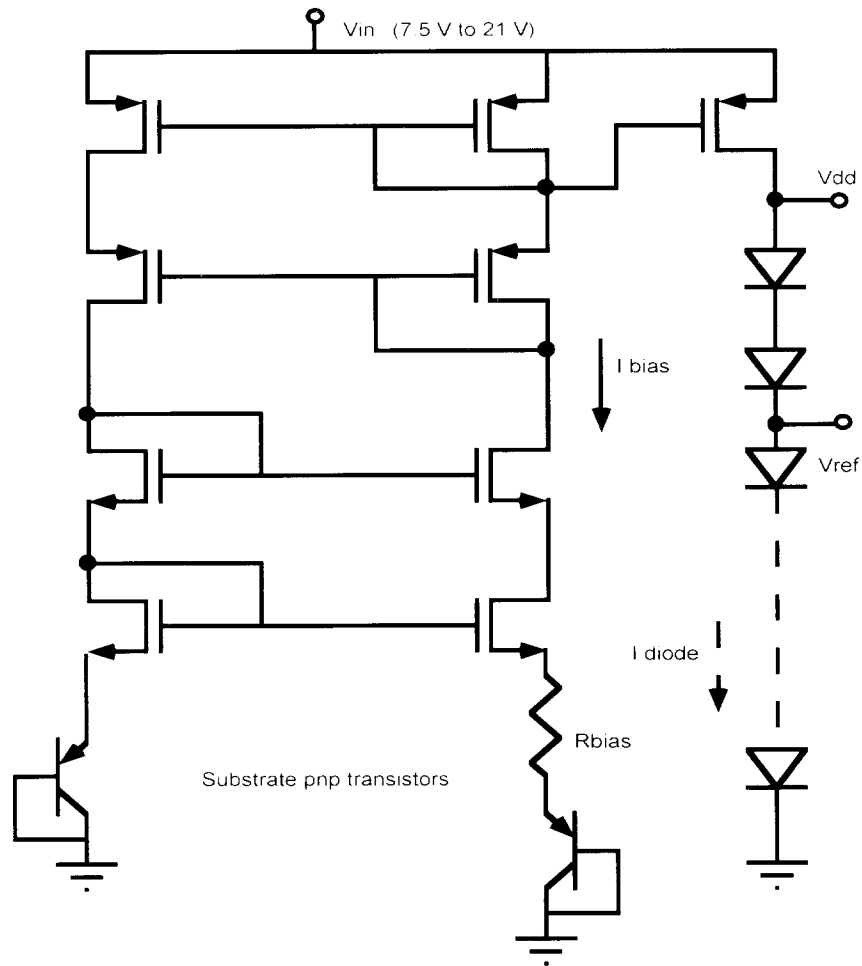 Vin (7.5 V to 21 V)
Vdd
I bias
Vref
I diode
Rbias
Substrate pnp transistors